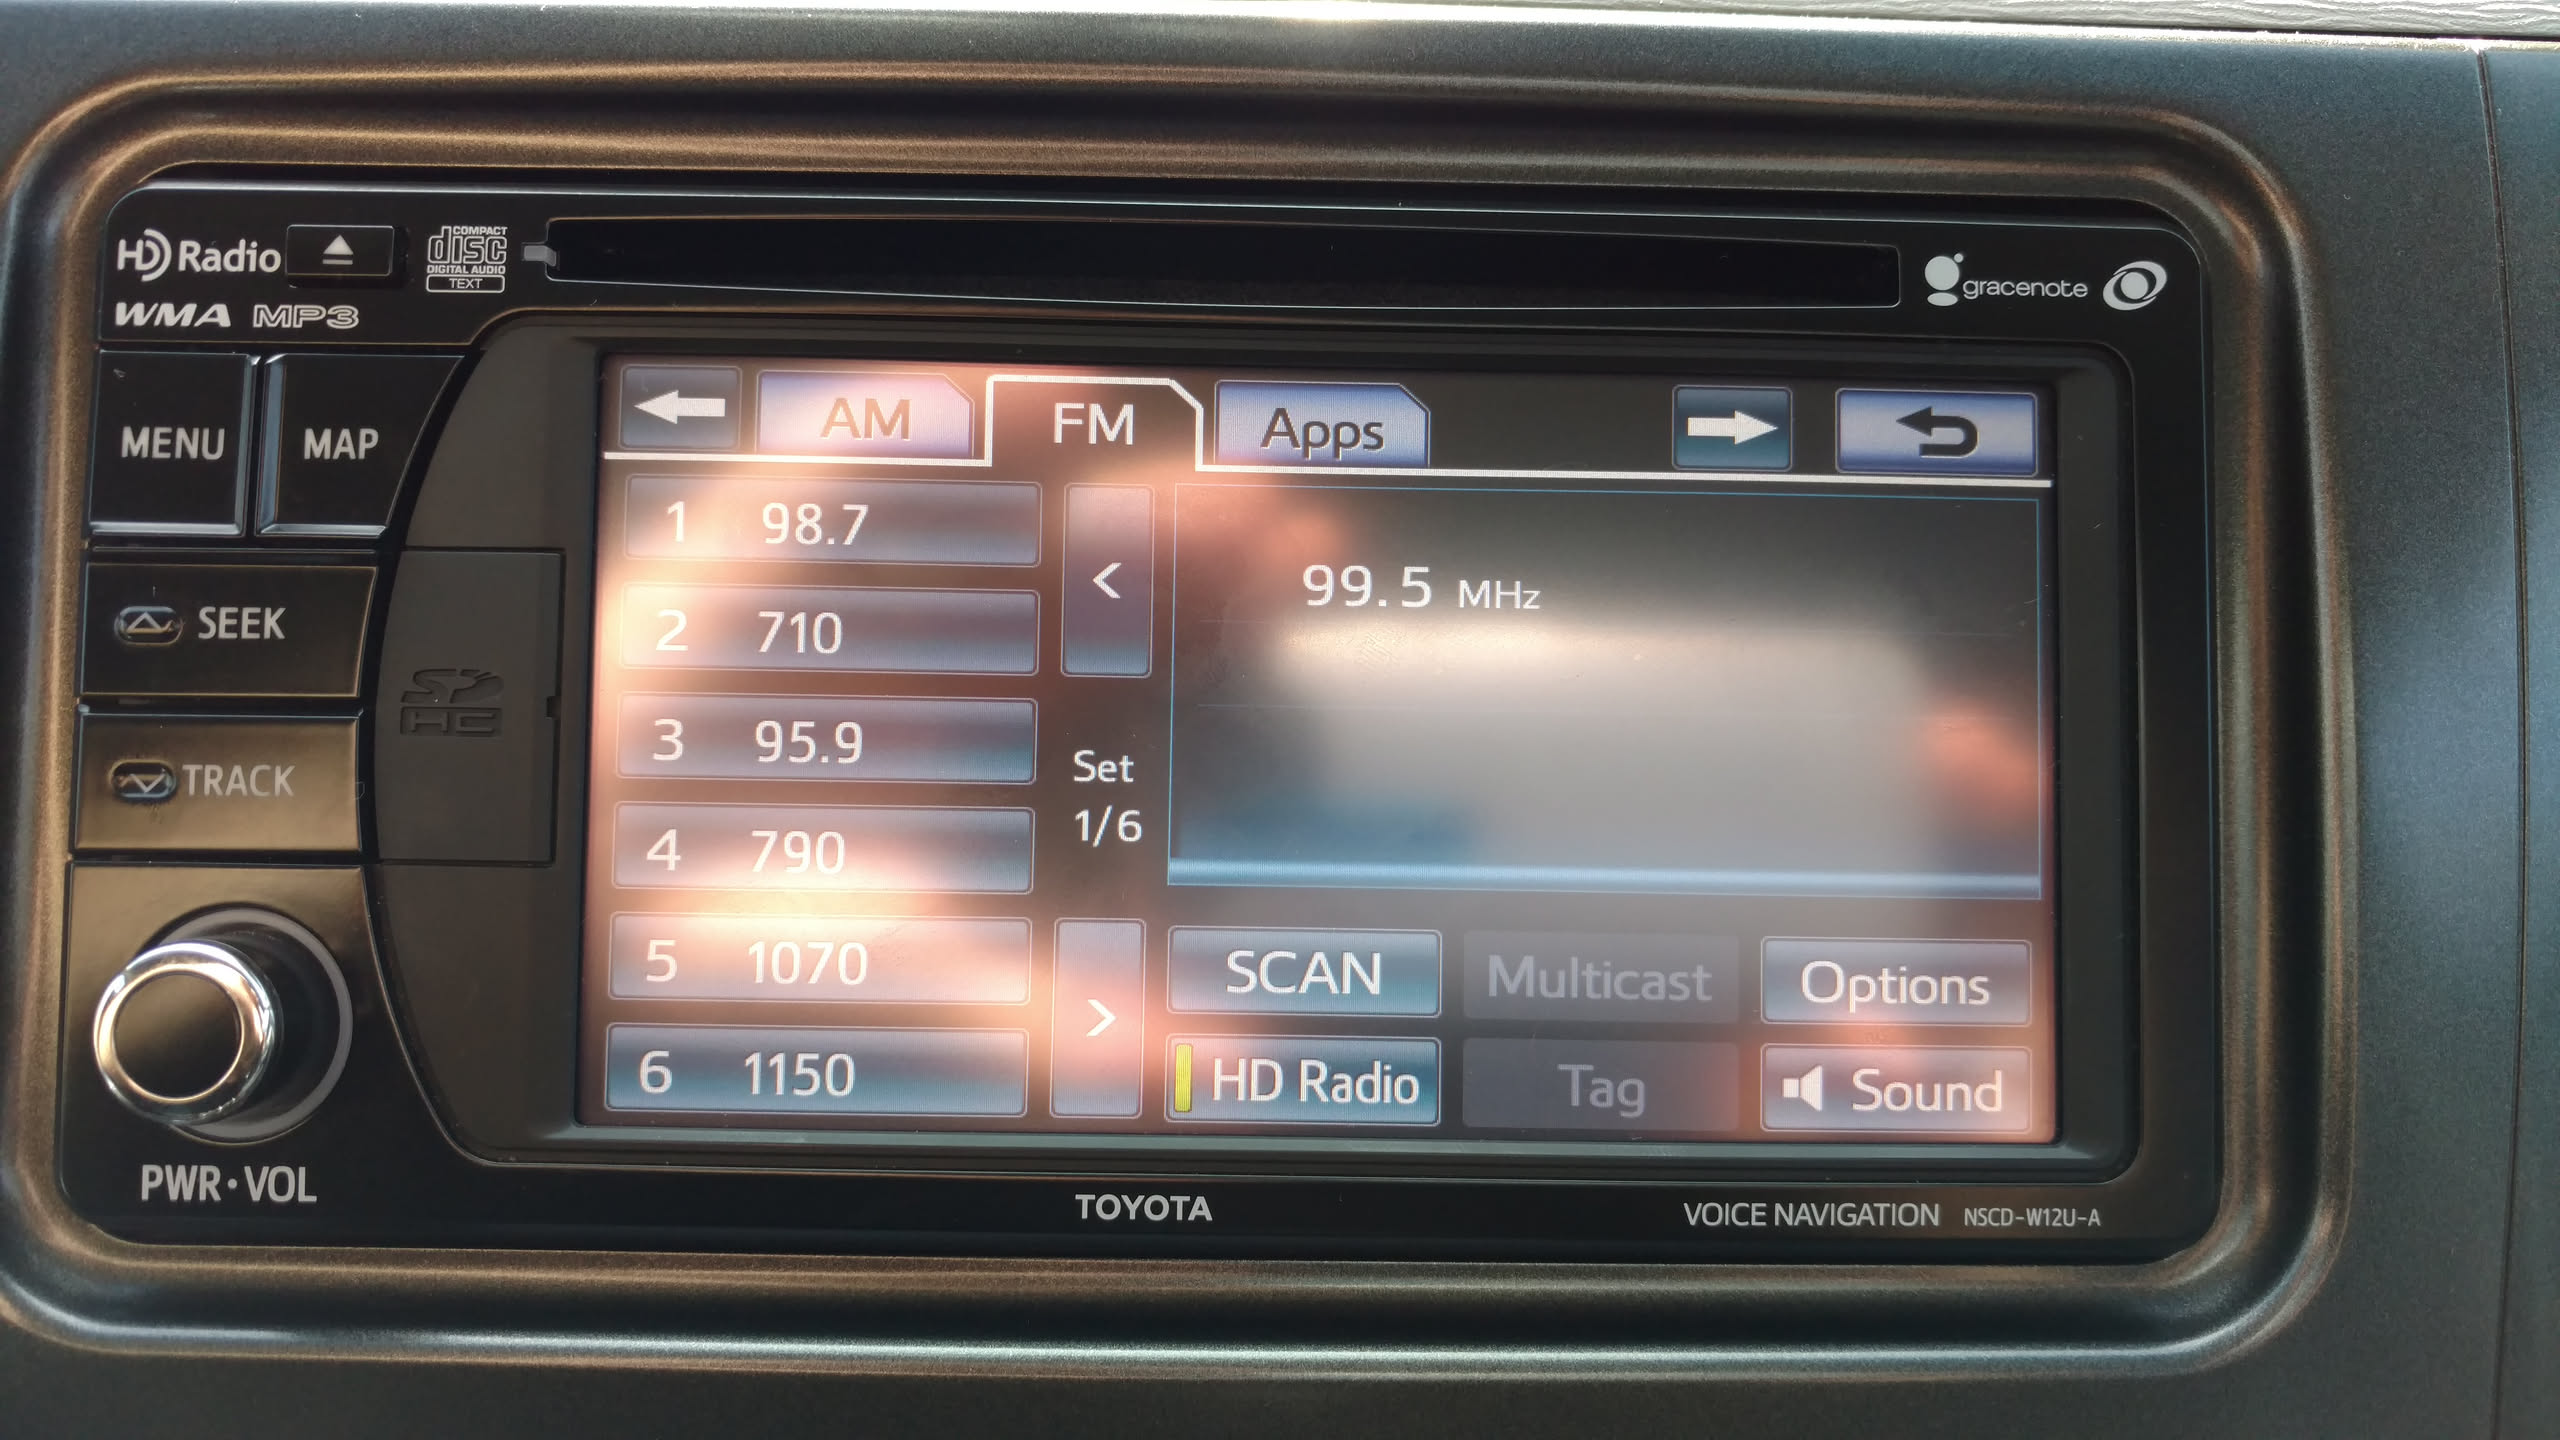 HD Radio
COMPACT
disc
DIGITAL AUDIO
TEXT
gracenote
WMA MP3
MENU MAP
SEEK
TRACK
SD
HC
PWR•VOL
AM FM Apps
1 98.7
2 710
3 95.9
4 790
5 1070
6 1150
<
Set
1/6
>
99.5 MHz
SCAN Multicast Options
HD Radio Tag Sound
TOYOTA
VOICE NAVIGATION NSCD-W12U-A